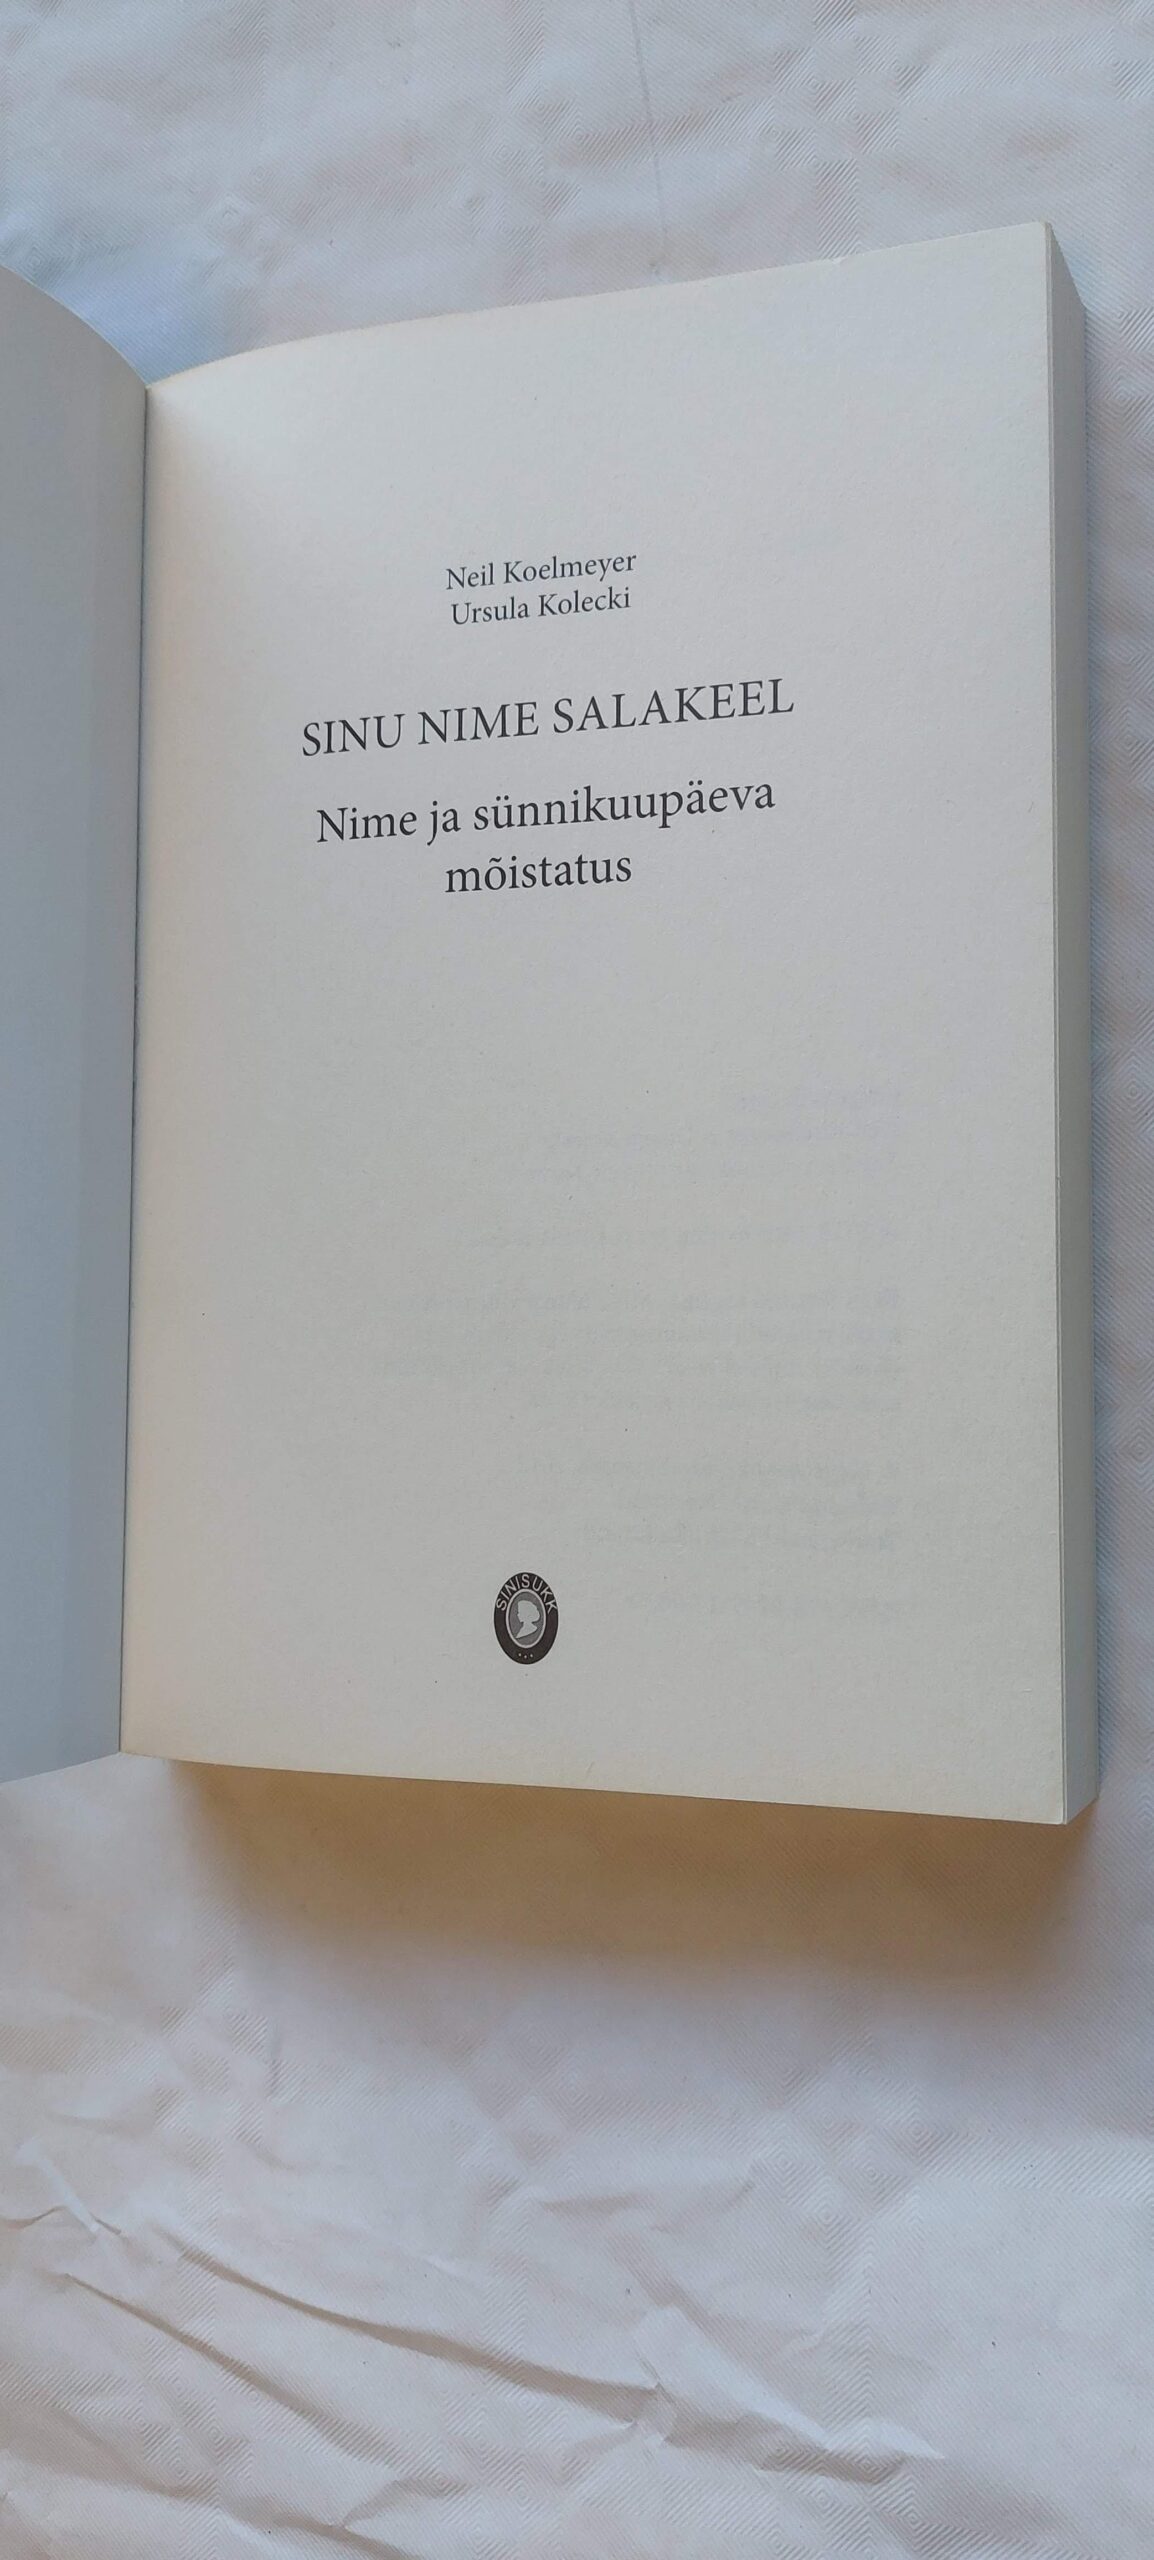 Neil Koelmeyer
Ursula Kolecki
SINU NIME SALAKEEL
Nime ja sünnikuupäeva
mõistatus
SINISUKK